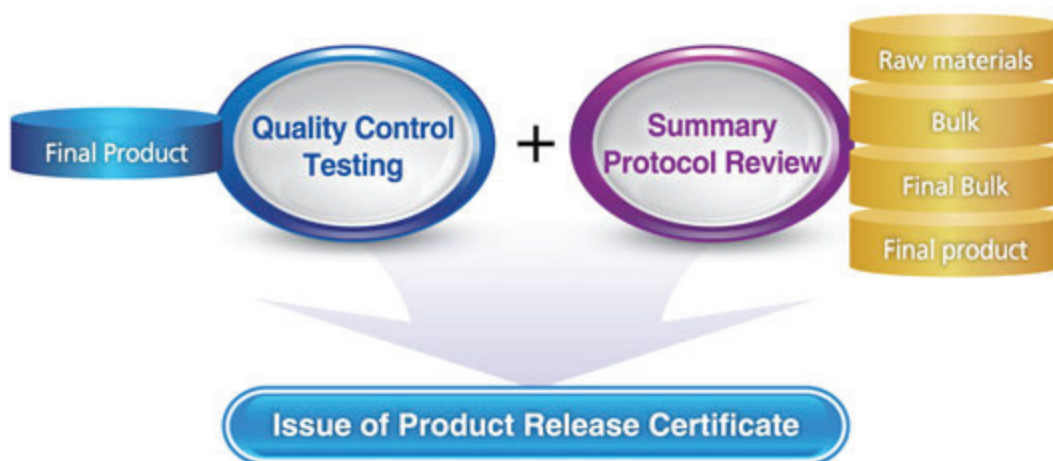 Final Product
Quality Control
Testing
+
Summary
Protocol Review
Raw materials
Bulk
Final Bulk
Final product
Issue of Product Release Certificate